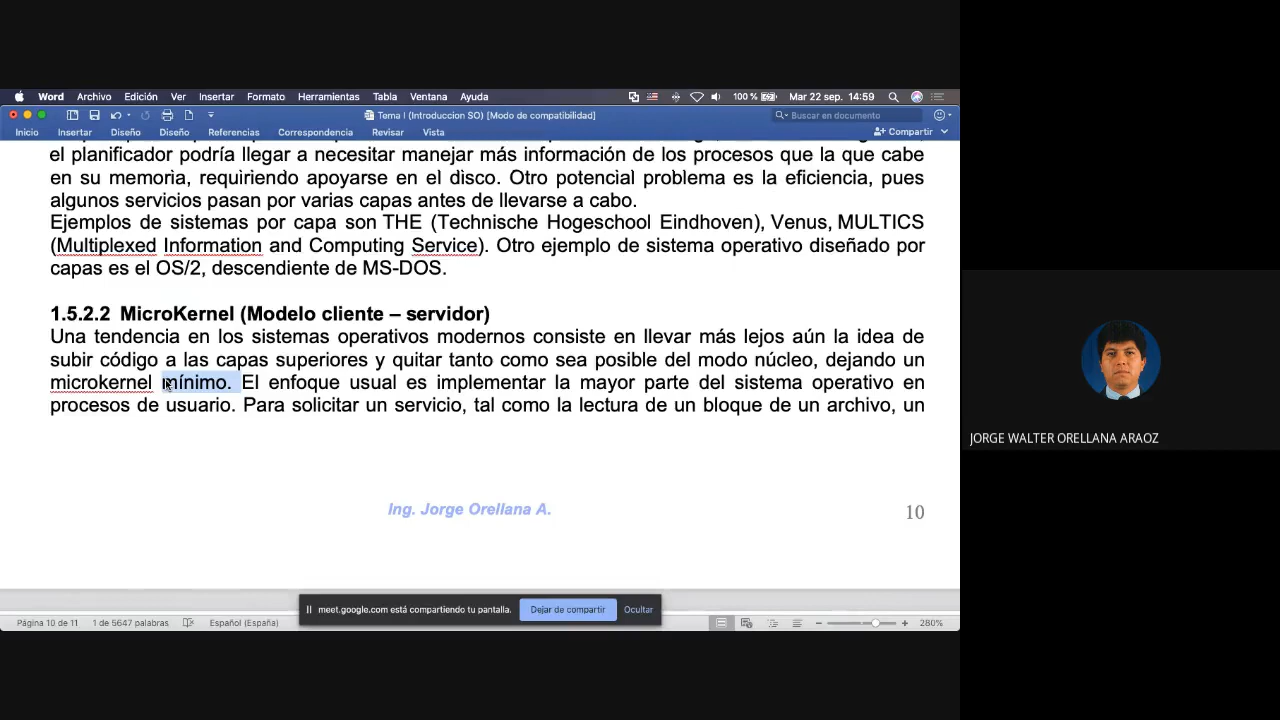 Word Archivo Edición Ver Insertar Formato Herramientas Tabla Ventana Ayuda 100 % Mar 22 sep. 14:59
Tema I (Introduccion SO) [Modo de compatibilidad] Buscar en documento
Inicio Insertar Diseño Diseño Referencias Correspondencia Revisar Vista Compartir
el planificador podría llegar a necesitar manejar más información de los procesos que la que cabe
en su memoria, requiriendo apoyarse en el disco. Otro potencial problema es la eficiencia, pues
algunos servicios pasan por varias capas antes de llevarse a cabo.
Ejemplos de sistemas por capa son THE (Technische Hogeschool Eindhoven), Venus, MULTICS
(Multiplexed Information and Computing Service). Otro ejemplo de sistema operativo diseñado por
capas es el OS/2, descendiente de MS-DOS.
1.5.2.2 MicroKernel (Modelo cliente – servidor)
Una tendencia en los sistemas operativos modernos consiste en llevar más lejos aún la idea de
subir código a las capas superiores y quitar tanto como sea posible del modo núcleo, dejando un
microkernel mínimo. El enfoque usual es implementar la mayor parte del sistema operativo en
procesos de usuario. Para solicitar un servicio, tal como la lectura de un bloque de un archivo, un
JORGE WALTER ORELLANA ARAOZ
Ing. Jorge Orellana A. 10
meet.google.com está compartiendo tu pantalla. Dejar de compartir Ocultar
Página 10 de 11 1 de 5647 palabras Español (España) 280%